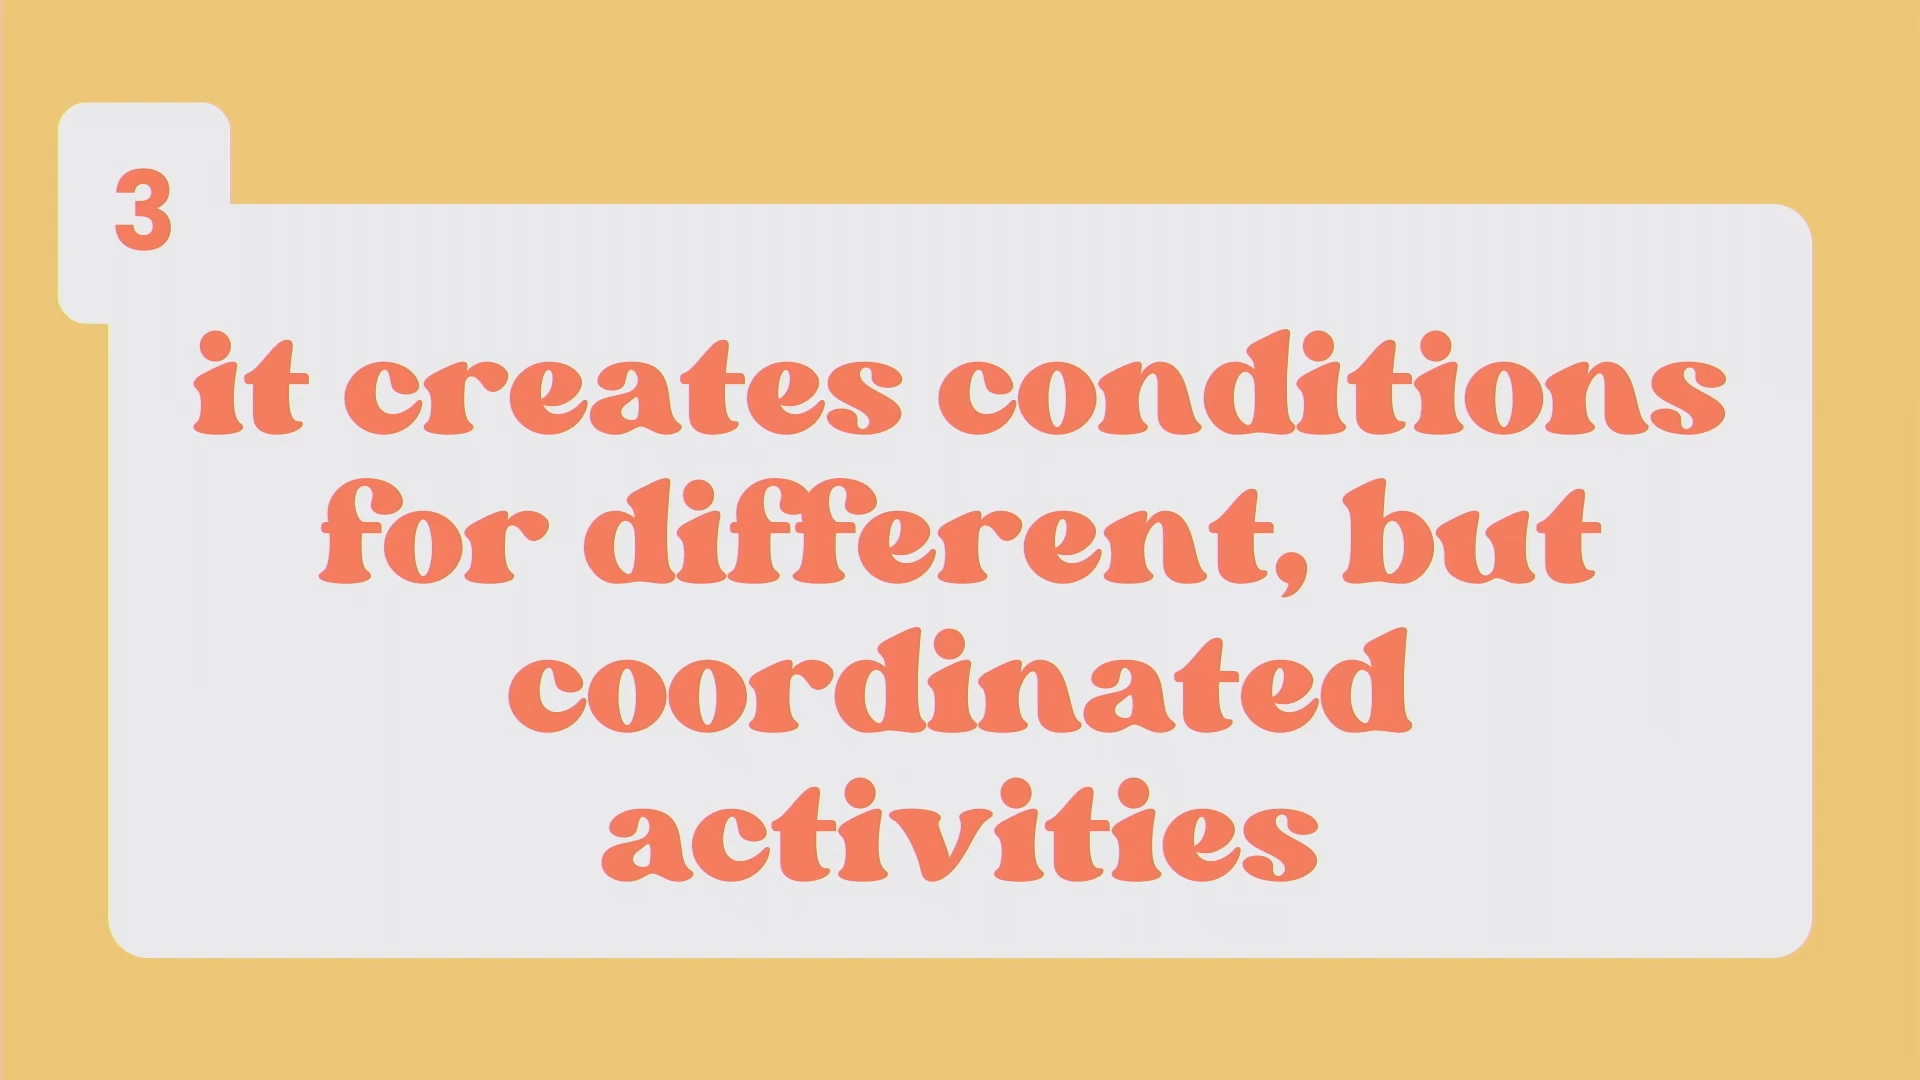 3
it creates conditions
for different, but
coordinated
activities